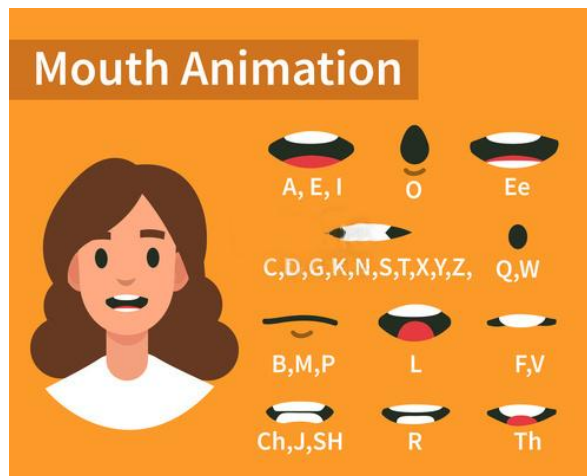 Mouth Animation
A, E, I
O
Ee
C,D,G,K,N,S,T,X,Y,Z,
Q,W
B,M,P
L
F,V
Ch,J,SH
R
Th